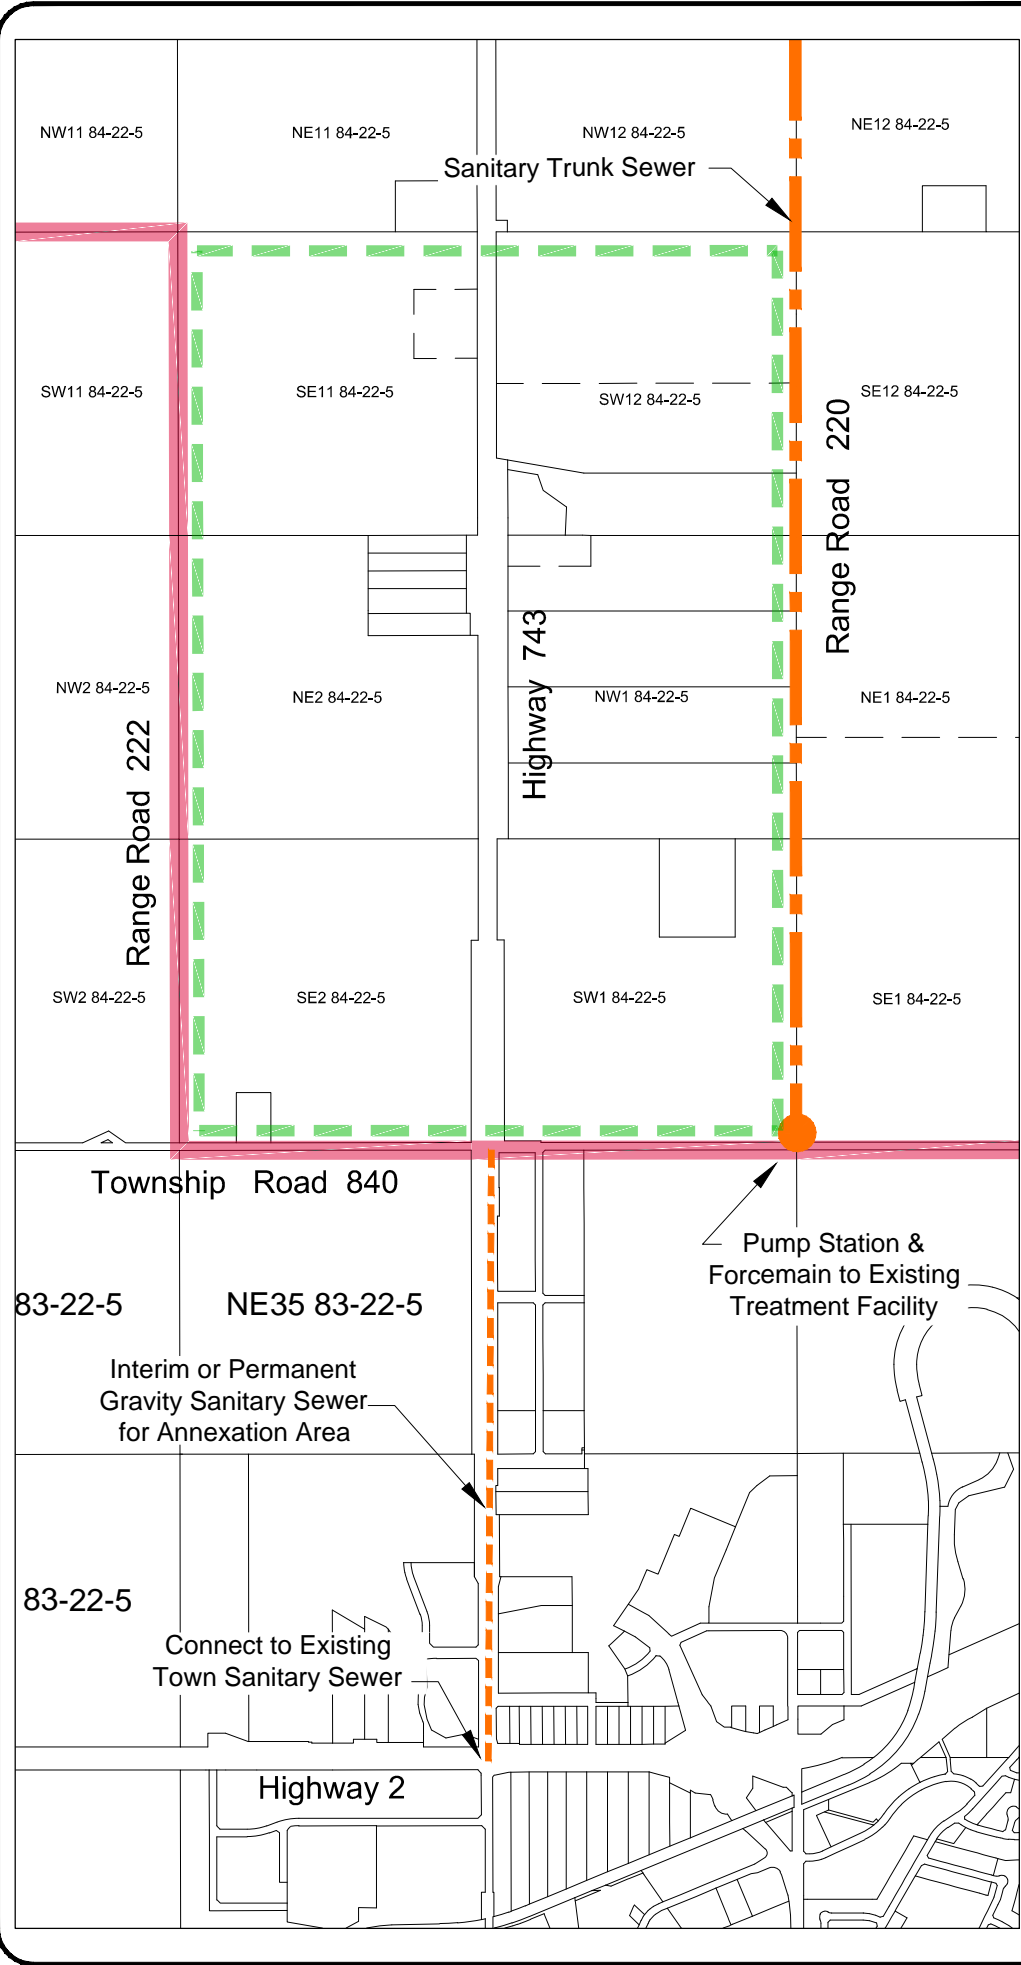 NW11 84-22-5
NE11 84-22-5
NW12 84-22-5
NE12 84-22-5
Sanitary Trunk Sewer
SW11 84-22-5
SE11 84-22-5
SW12 84-22-5
SE12 84-22-5
Range Road 220
NW2 84-22-5
NE2 84-22-5
Highway 743
NW1 84-22-5
NE1 84-22-5
Range Road 222
SW2 84-22-5
SE2 84-22-5
SW1 84-22-5
SE1 84-22-5
Township Road 840
Pump Station &
Forcemain to Existing
Treatment Facility
83-22-5
NE35 83-22-5
Interim or Permanent
Gravity Sanitary Sewer
for Annexation Area
83-22-5
Connect to Existing
Town Sanitary Sewer
Highway 2